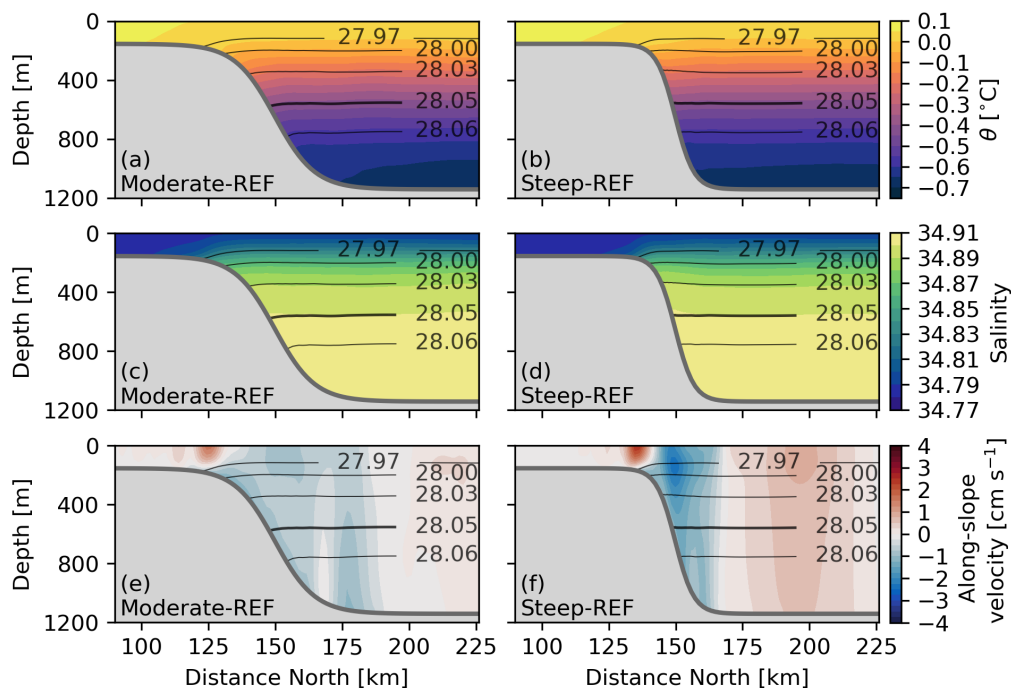 0
400
800
1200
Depth [m]
27.97
28.00
28.03
28.05
28.06
(a)
Moderate-REF
27.97
28.00
28.03
28.05
28.06
(b)
Steep-REF
0.1
0.0
−0.1
−0.2
−0.3
−0.4
−0.5
−0.6
−0.7
θ [°C]
0
400
800
1200
Depth [m]
27.97
28.00
28.03
28.05
28.06
(c)
Moderate-REF
27.97
28.00
28.03
28.05
28.06
(d)
Steep-REF
34.91
34.89
34.87
34.85
34.83
34.81
34.79
34.77
Salinity
0
400
800
1200
Depth [m]
27.97
28.00
28.03
28.05
28.06
(e)
Moderate-REF
100 125 150 175 200 225
Distance North [km]
27.97
28.00
28.03
28.05
28.06
(f)
Steep-REF
100 125 150 175 200 225
Distance North [km]
4
3
2
1
0
−1
−2
−3
−4
Along-slope
velocity [cm s⁻¹]